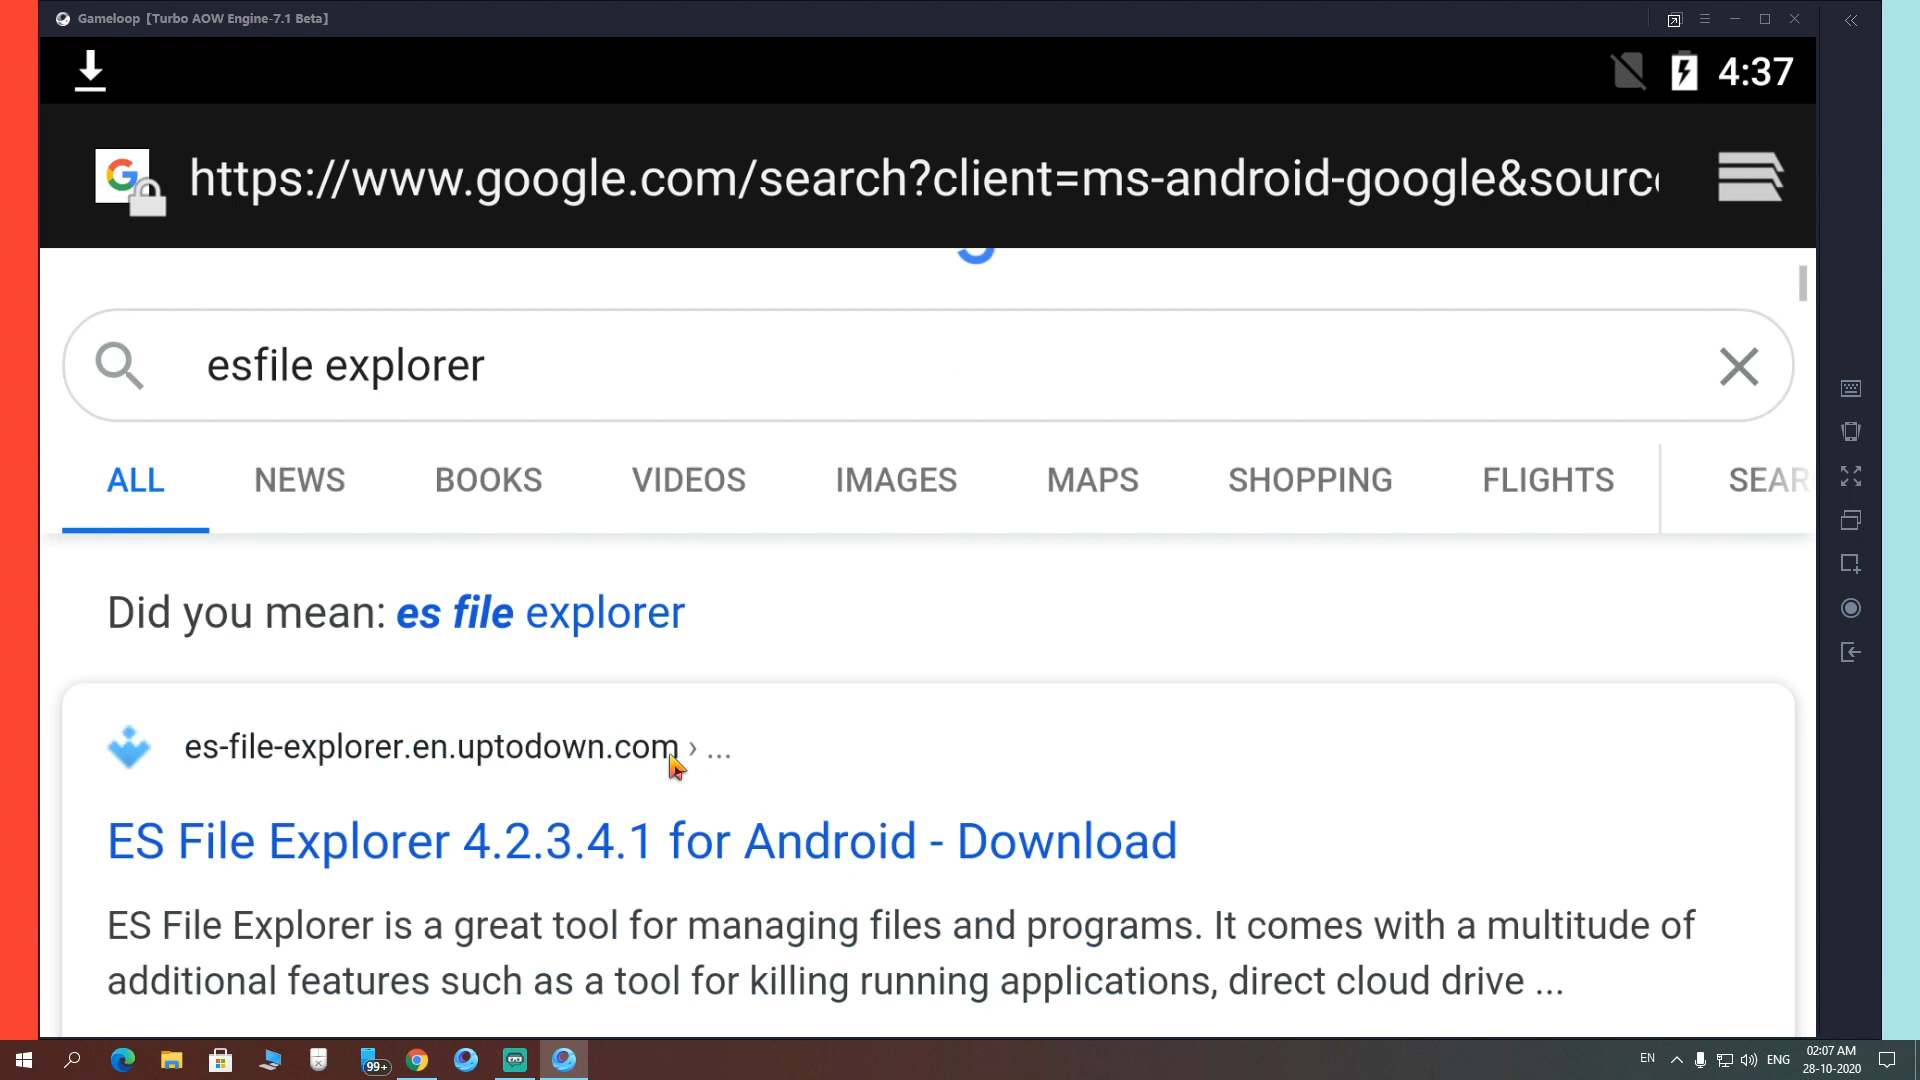 Gameloop [Turbo AOW Engine-7.1 Beta]
4:37
https://www.google.com/search?client=ms-android-google&source
esfile explorer
ALL NEWS BOOKS VIDEOS IMAGES MAPS SHOPPING FLIGHTS SEAR
Did you mean: es file explorer
es-file-explorer.en.uptodown.com › ...
ES File Explorer 4.2.3.4.1 for Android - Download
ES File Explorer is a great tool for managing files and programs. It comes with a multitude of
additional features such as a tool for killing running applications, direct cloud drive ...
99+
EN
ENG
02:07 AM
28-10-2020